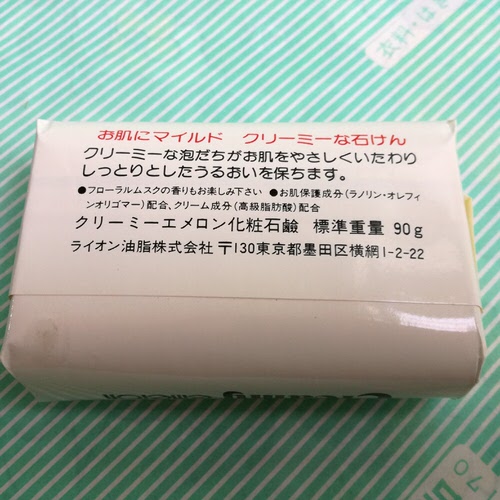 衣料・はき
お肌にマイルド クリーミーな石けん
クリーミーな泡だちがお肌をやさしくいたわり
しっとりとしたうるおいを保ちます。
●フローラルムスクの香りもお楽しみ下さい ●お肌保護成分(ラノリン・オレフィ
ンオリゴマー)配合、クリーム成分(高級脂肪酸)配合
クリーミーエメロン化粧石鹸 標準重量 90g
ライオン油脂株式会社 〒130東京都墨田区横網1-2-22
Creamy
70